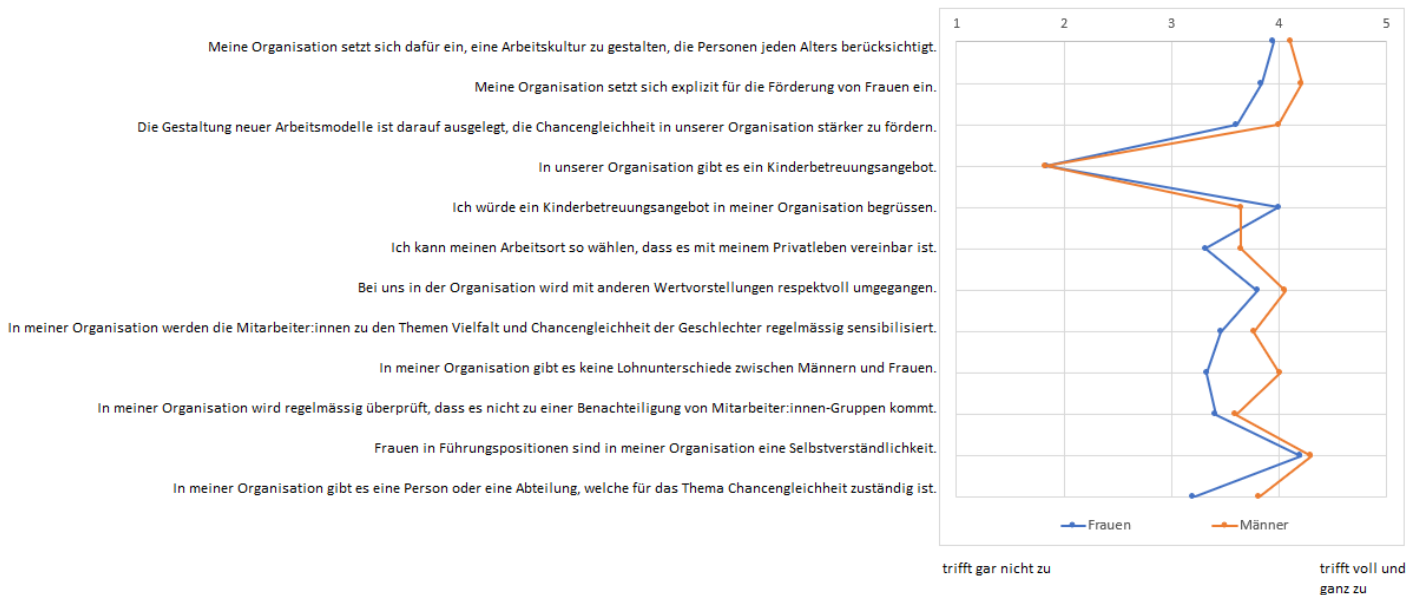 1 2 3 4 5
Meine Organisation setzt sich dafür ein, eine Arbeitskultur zu gestalten, die Personen jeden Alters berücksichtigt.
Meine Organisation setzt sich explizit für die Förderung von Frauen ein.
Die Gestaltung neuer Arbeitsmodelle ist darauf ausgelegt, die Chancengleichheit in unserer Organisation stärker zu fördern.
In unserer Organisation gibt es ein Kinderbetreuungsangebot.
Ich würde ein Kinderbetreuungsangebot in meiner Organisation begrüssen.
Ich kann meinen Arbeitsort so wählen, dass es mit meinem Privatleben vereinbar ist.
Bei uns in der Organisation wird mit anderen Wertvorstellungen respektvoll umgegangen.
In meiner Organisation werden die Mitarbeiter:innen zu den Themen Vielfalt und Chancengleichheit der Geschlechter regelmässig sensibilisiert.
In meiner Organisation gibt es keine Lohnunterschiede zwischen Männern und Frauen.
In meiner Organisation wird regelmässig überprüft, dass es nicht zu einer Benachteiligung von Mitarbeiter:innen-Gruppen kommt.
Frauen in Führungspositionen sind in meiner Organisation eine Selbstverständlichkeit.
In meiner Organisation gibt es eine Person oder eine Abteilung, welche für das Thema Chancengleichheit zuständig ist.
Frauen Männer
trifft gar nicht zu
trifft voll und
ganz zu